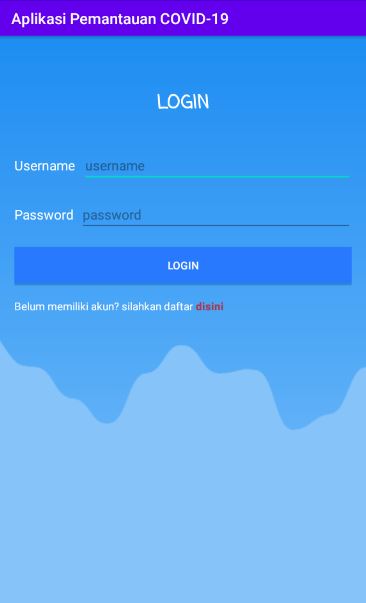 Aplikasi Pemantauan COVID-19
LOGIN
Username username
Password password
LOGIN
Belum memiliki akun? silahkan daftar disini